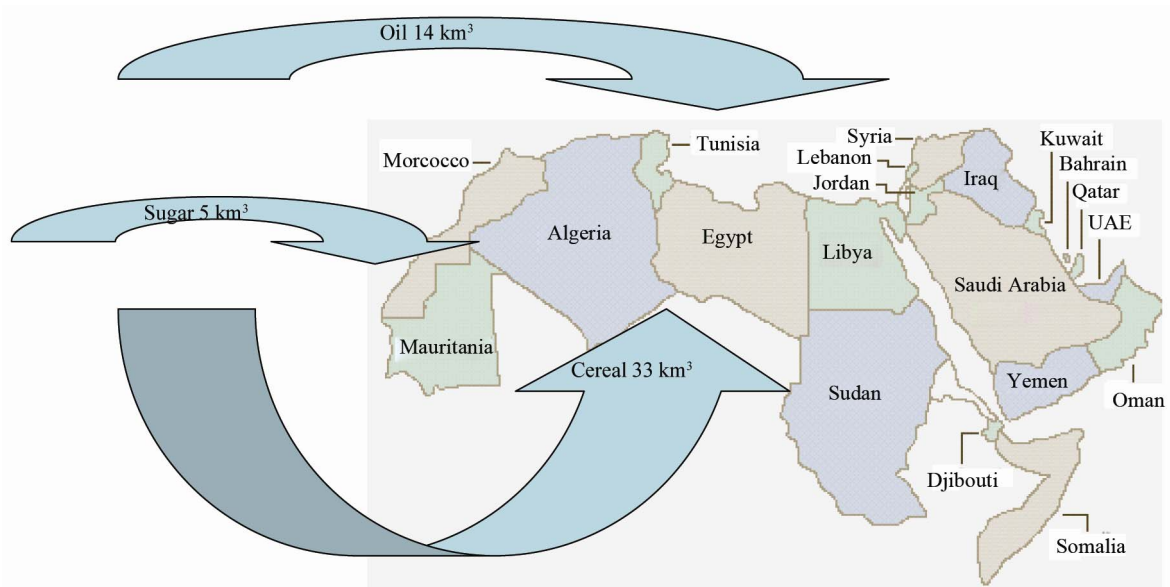 Oil 14 km³
Tunisia
Syria
Kuwait
Morcocco
Lebanon
Bahrain
Iraq
Jordan
Qatar
Sugar 5 km³
UAE
Algeria
Egypt
Libya
Saudi Arabia
Mauritania
Cereal 33 km³
Yemen
Sudan
Oman
Djibouti
Somalia